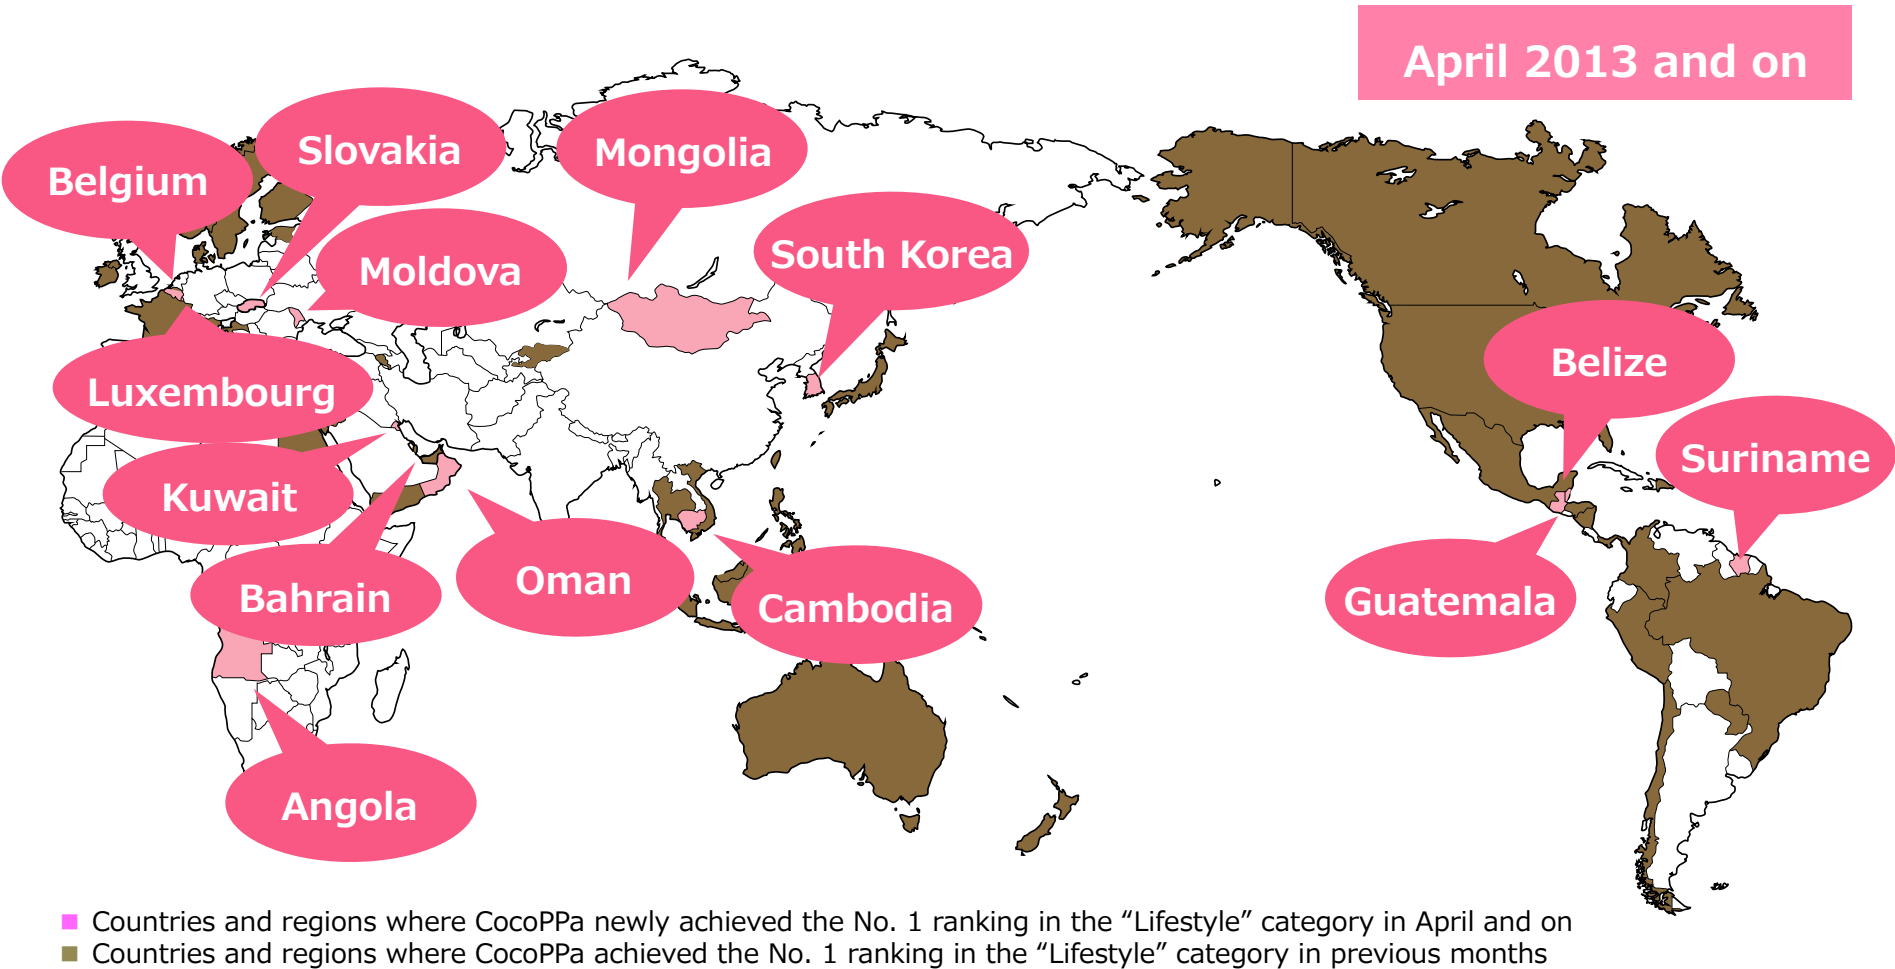 April 2013 and on
Slovakia
Mongolia
Belgium
South Korea
Moldova
Belize
Luxembourg
Suriname
Kuwait
Oman
Bahrain
Cambodia
Guatemala
Angola
Countries and regions where CocoPPa newly achieved the No. 1 ranking in the “Lifestyle” category in April and on
Countries and regions where CocoPPa achieved the No. 1 ranking in the “Lifestyle” category in previous months